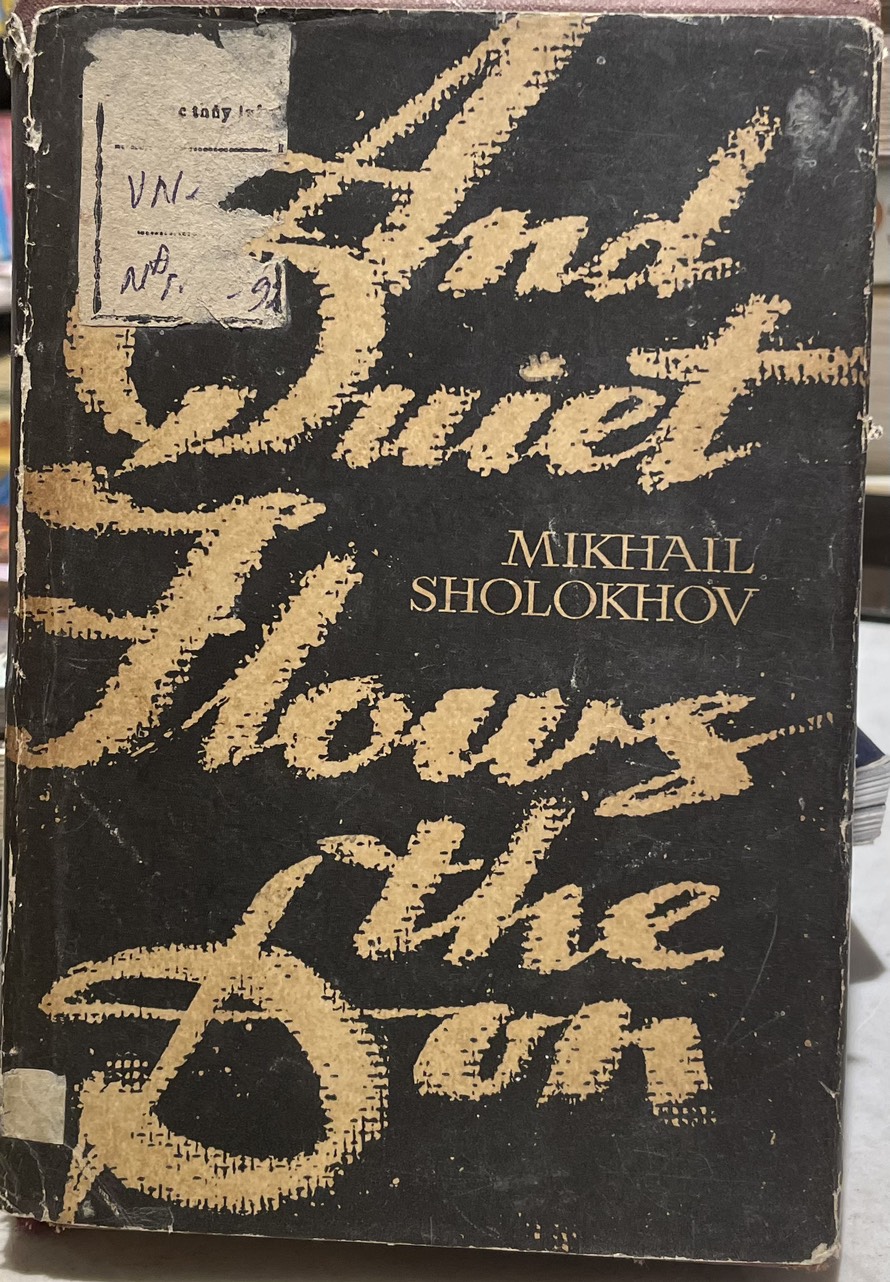 VN-
And
Quiet
MIKHAIL
SHOLOKHOV
Flows
the
Don